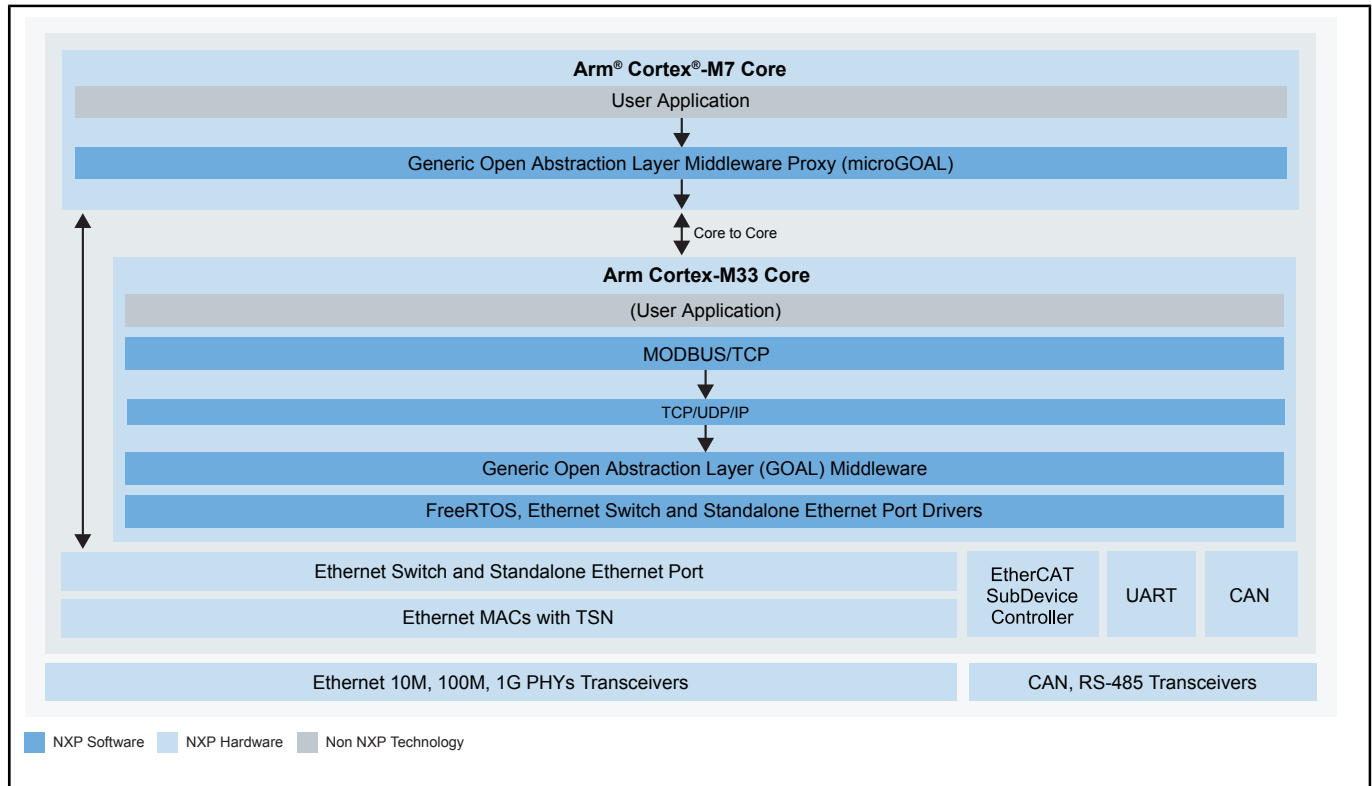 Arm® Cortex®-M7 Core
User Application
Generic Open Abstraction Layer Middleware Proxy (microGOAL)
Core to Core
Arm Cortex-M33 Core
(User Application)
MODBUS/TCP
TCP/UDP/IP
Generic Open Abstraction Layer (GOAL) Middleware
FreeRTOS, Ethernet Switch and Standalone Ethernet Port Drivers
Ethernet Switch and Standalone Ethernet Port
Ethernet MACs with TSN
EtherCAT
SubDevice
Controller
UART
CAN
Ethernet 10M, 100M, 1G PHYs Transceivers
CAN, RS-485 Transceivers
NXP Software
NXP Hardware
Non NXP Technology